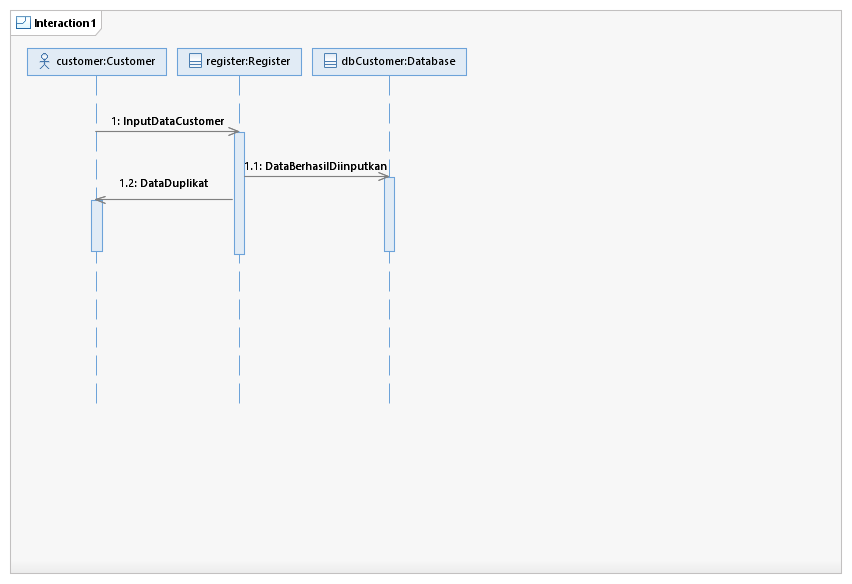 Interaction1
customer:Customer
register:Register
dbCustomer:Database
1: InputDataCustomer
1.1: DataBerhasilDiinputkan
1.2: DataDuplikat